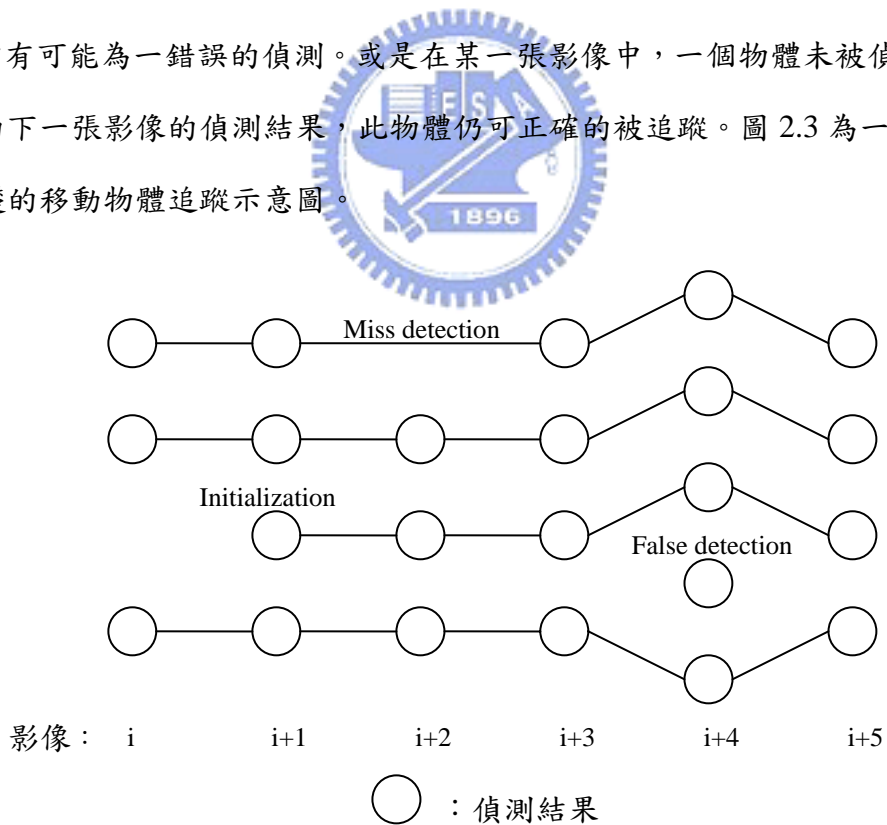 有可能為一錯誤的偵測。或是在某一張影像中，一個物體未被偵
下一張影像的偵測結果，此物體仍可正確的被追蹤。圖 2.3 為一
的移動物體追蹤示意圖。
E S A
1896
Miss detection
Initialization
False detection
影像： i i+1 i+2 i+3 i+4 i+5
：偵測結果